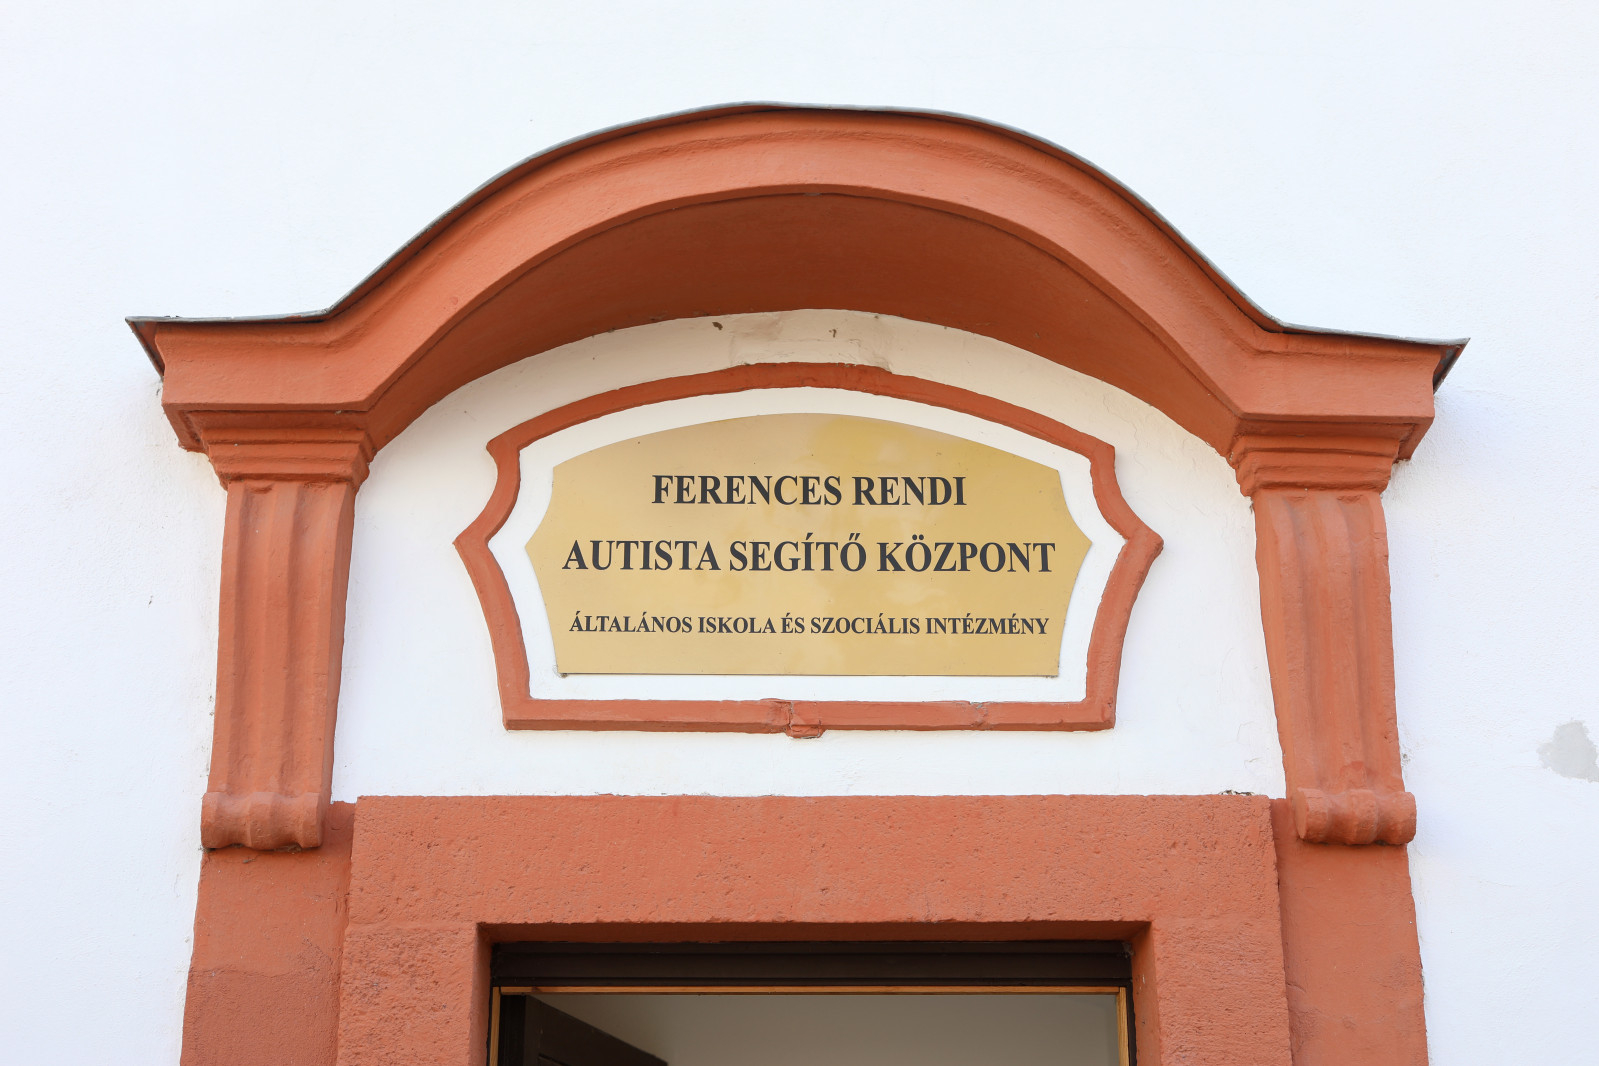 FERENCES RENDI
AUTISTA SEGÍTŐ KÖZPONT
ÁLTALÁNOS ISKOLA ÉS SZOCIÁLIS INTÉZMÉNY